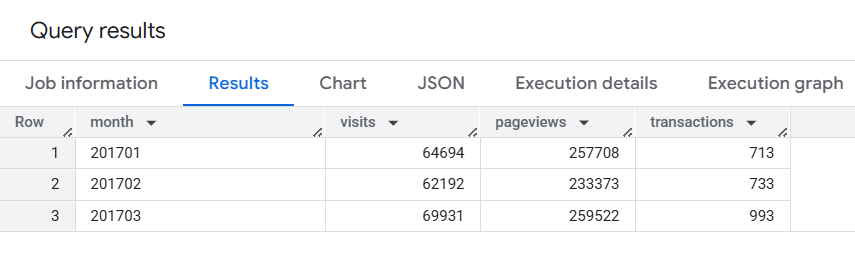 Query results
Job information Results Chart JSON Execution details Execution graph
Row month visits pageviews transactions
1 201701 64694 257708 713
2 201702 62192 233373 733
3 201703 69931 259522 993